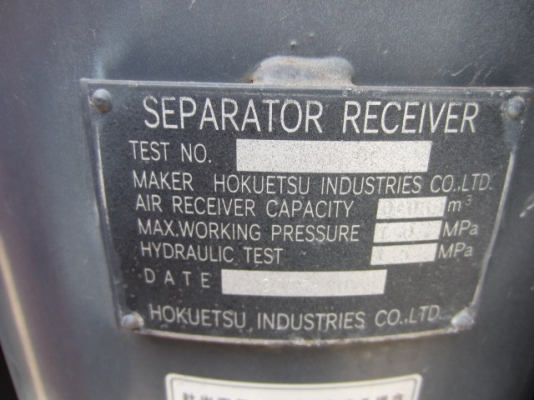 SEPARATOR RECEIVER
TEST NO.
MAKER HOKUETSU INDUSTRIES CO.,LTD.
AIR RECEIVER CAPACITY m³
MAX.WORKING PRESSURE MPa
HYDRAULIC TEST MPa
DATE
HOKUETSU INDUSTRIES CO.,LTD.